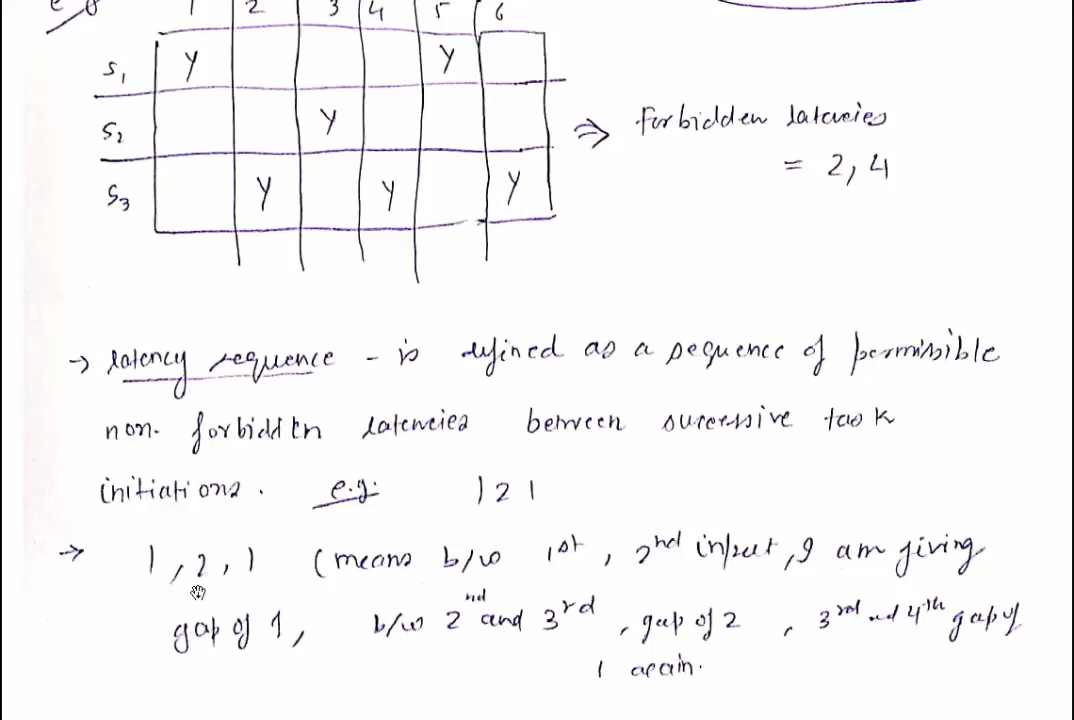 e.g 1 2 3 4 5 6
S1 Y Y
S2 Y
S3 Y Y Y
⇒ forbidden latencies
= 2, 4
→ latency sequence - is defined as a sequence of permissible
non-forbidden latencies between successive task
initiations. e.g: 1 2 1
→ 1, 2, 1 (means b/w 1st, 2nd input, I am giving
gap of 1, b/w 2nd and 3rd, gap of 2, 3rd and 4th gap of
1 again.